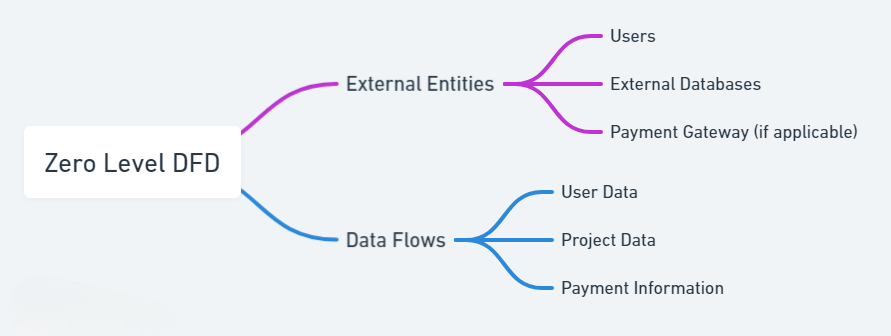 Zero Level DFD
External Entities
Users
External Databases
Payment Gateway (if applicable)
Data Flows
User Data
Project Data
Payment Information